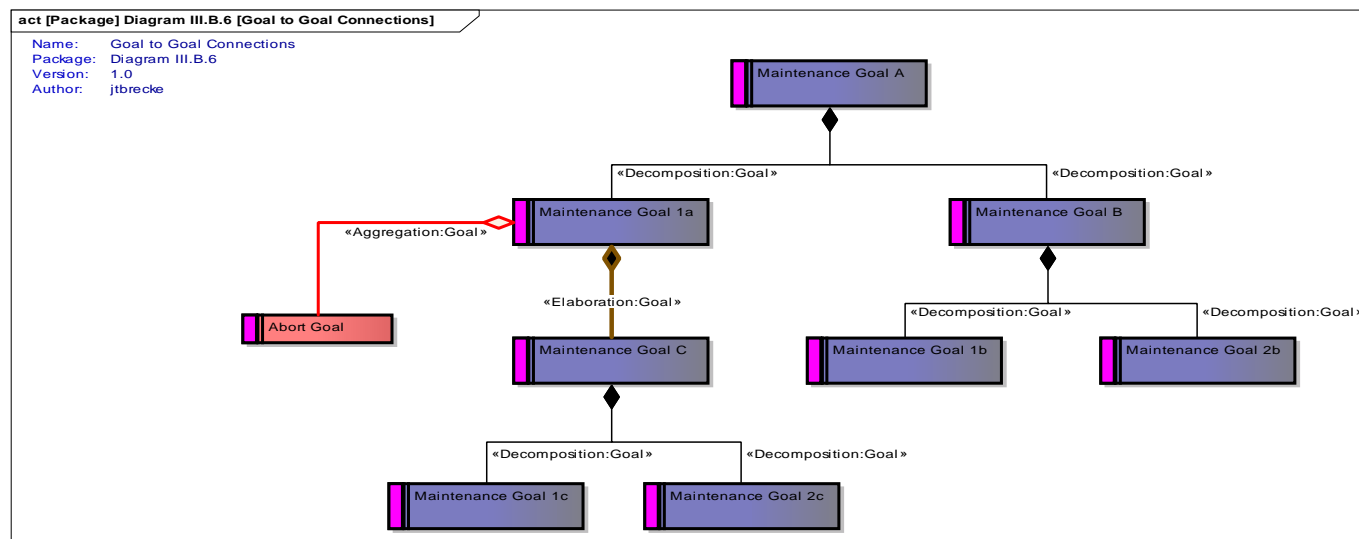 act [Package] Diagram III.B.6 [Goal to Goal Connections]
Name: Goal to Goal Connections
Package: Diagram III.B.6
Version: 1.0
Author: jtbrecke
Maintenance Goal A
«Decomposition:Goal» «Decomposition:Goal»
Maintenance Goal 1a Maintenance Goal B
«Aggregation:Goal»
«Elaboration:Goal»
«Decomposition:Goal» «Decomposition:Goal»
Abort Goal
Maintenance Goal C Maintenance Goal 1b Maintenance Goal 2b
«Decomposition:Goal» «Decomposition:Goal»
Maintenance Goal 1c Maintenance Goal 2c